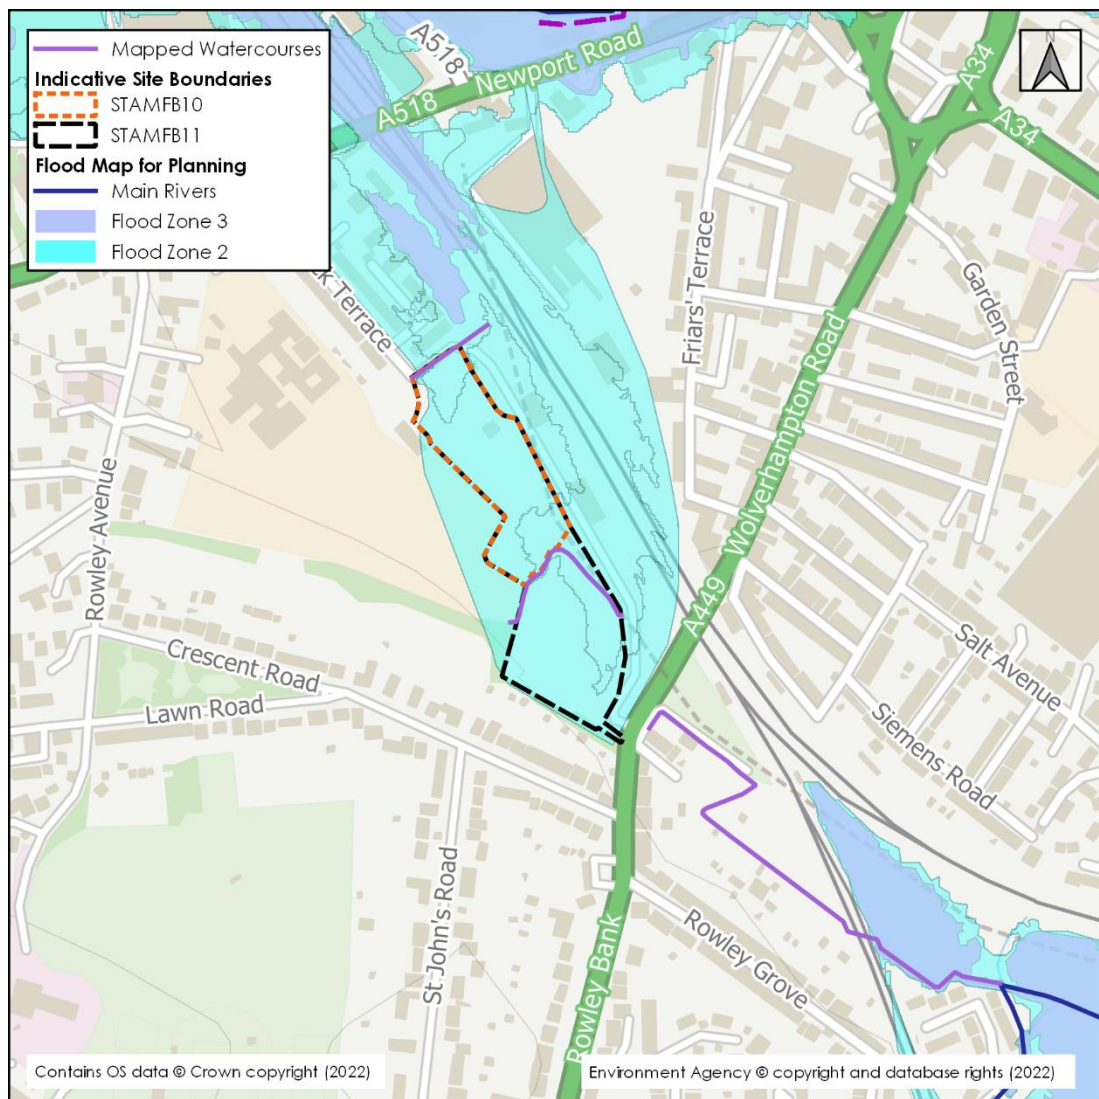 Mapped Watercourses
Indicative Site Boundaries
STAMFB10
STAMFB11
Flood Map for Planning
Main Rivers
Flood Zone 3
Flood Zone 2
A518
A518
Newport Road
N
A34
A34
Friars' Terrace
Garden Street
Terrace
Rowley Avenue
A449
Wolverhampton Road
Crescent Road
Lawn Road
Salt Avenue
Siemens Road
St John's Road
Rowley Grove
Rowley Bank
Contains OS data © Crown copyright (2022)
Environment Agency © copyright and database rights (2022)